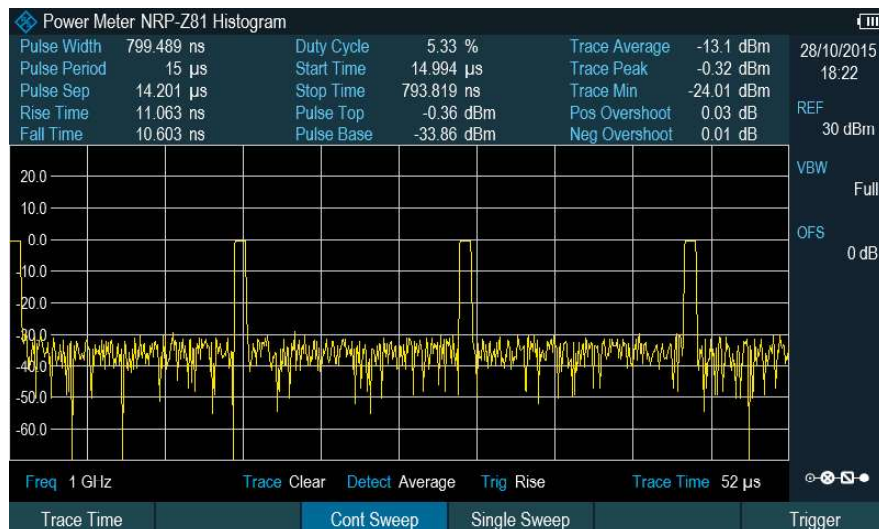 Power Meter NRP-Z81 Histogram
Pulse Width 799.489 ns Duty Cycle 5.33 % Trace Average -13.1 dBm
Pulse Period 15 µs Start Time 14.994 µs Trace Peak -0.32 dBm
Pulse Sep 14.201 µs Stop Time 793.819 ns Trace Min -24.01 dBm
Rise Time 11.063 ns Pulse Top -0.36 dBm Pos Overshoot 0.03 dB
Fall Time 10.603 ns Pulse Base -33.86 dBm Neg Overshoot 0.01 dB
28/10/2015
18:22
REF
30 dBm
VBW
Full
OFS
0 dB
20.0
10.0
0.0
-10.0
-20.0
-30.0
-40.0
-50.0
-60.0
Freq 1 GHz Trace Clear Detect Average Trig Rise Trace Time 52 µs
Trace Time Cont Sweep Single Sweep Trigger